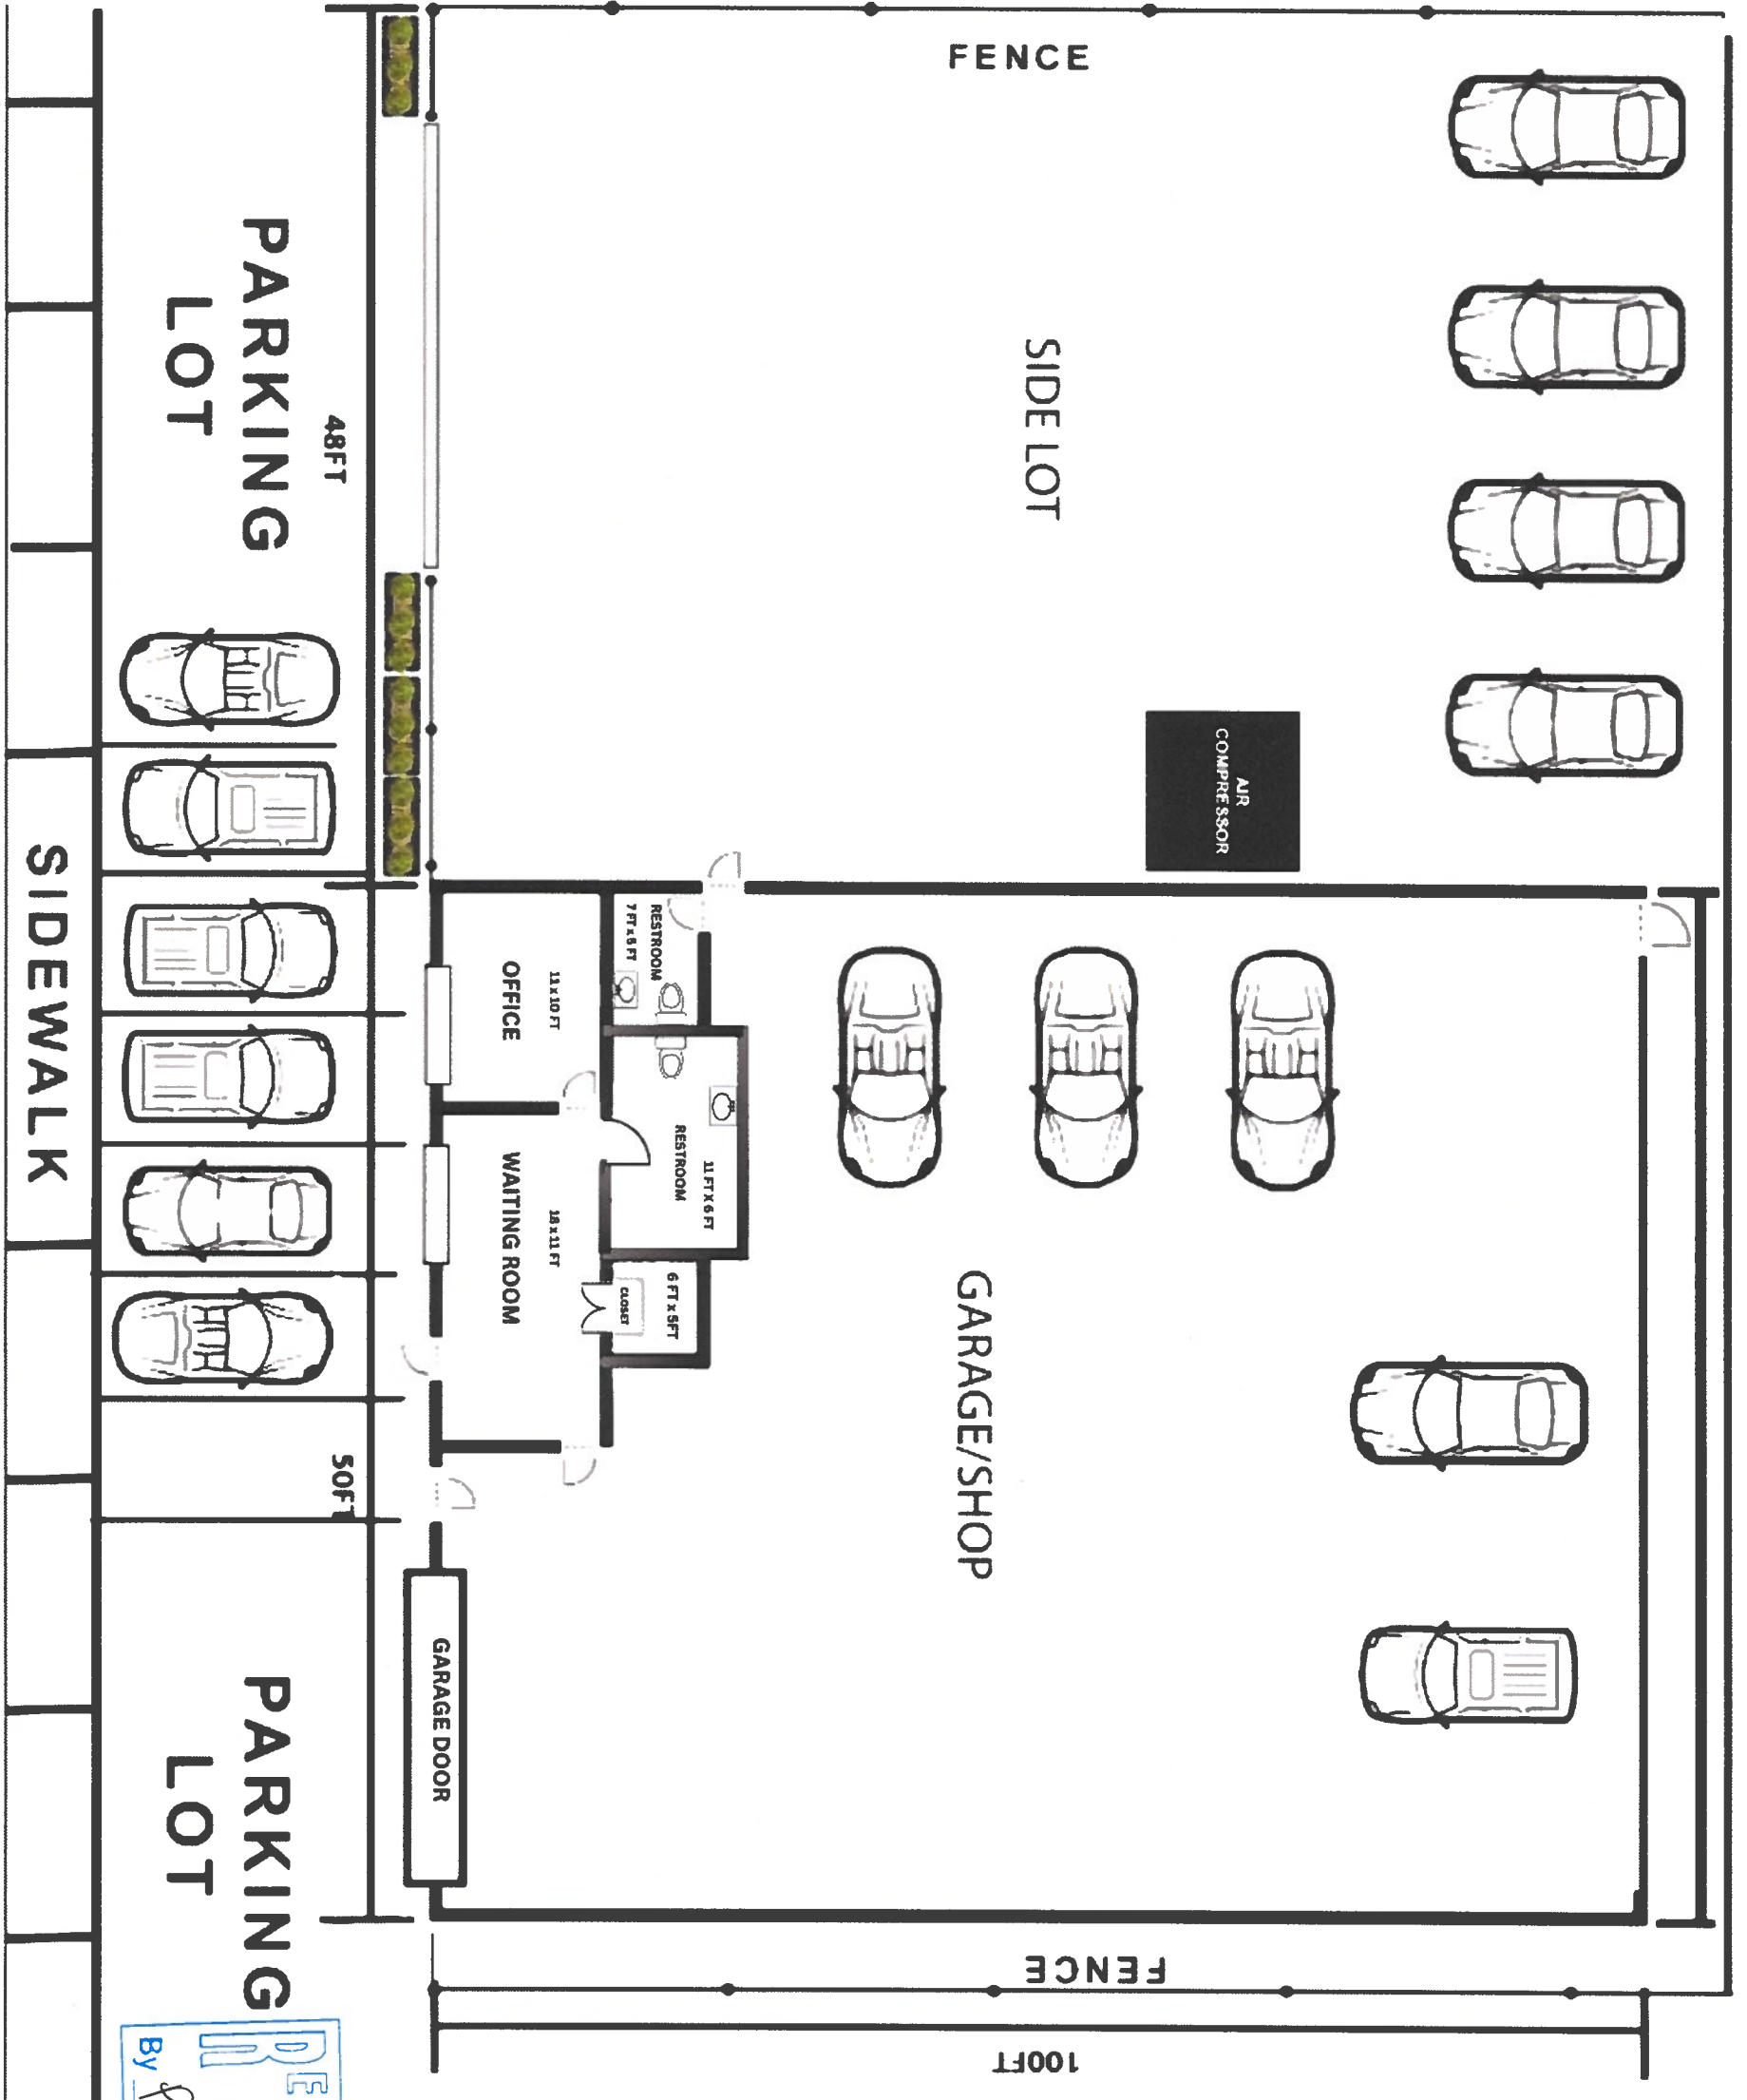 FENCE
SIDE LOT
PARKING
LOT
48FT
AIR
COMPRESSOR
SIDEWALK
RESTROOM
7 FT x 5 FT
11 x 10 FT
OFFICE
11 FT X 6 FT
RESTROOM
18 x 11 FT
WAITING ROOM
6 FT x 5FT
CLOSET
GARAGE/SHOP
50FT
GARAGE DOOR
PARKING
LOT
FENCE
100FT
By